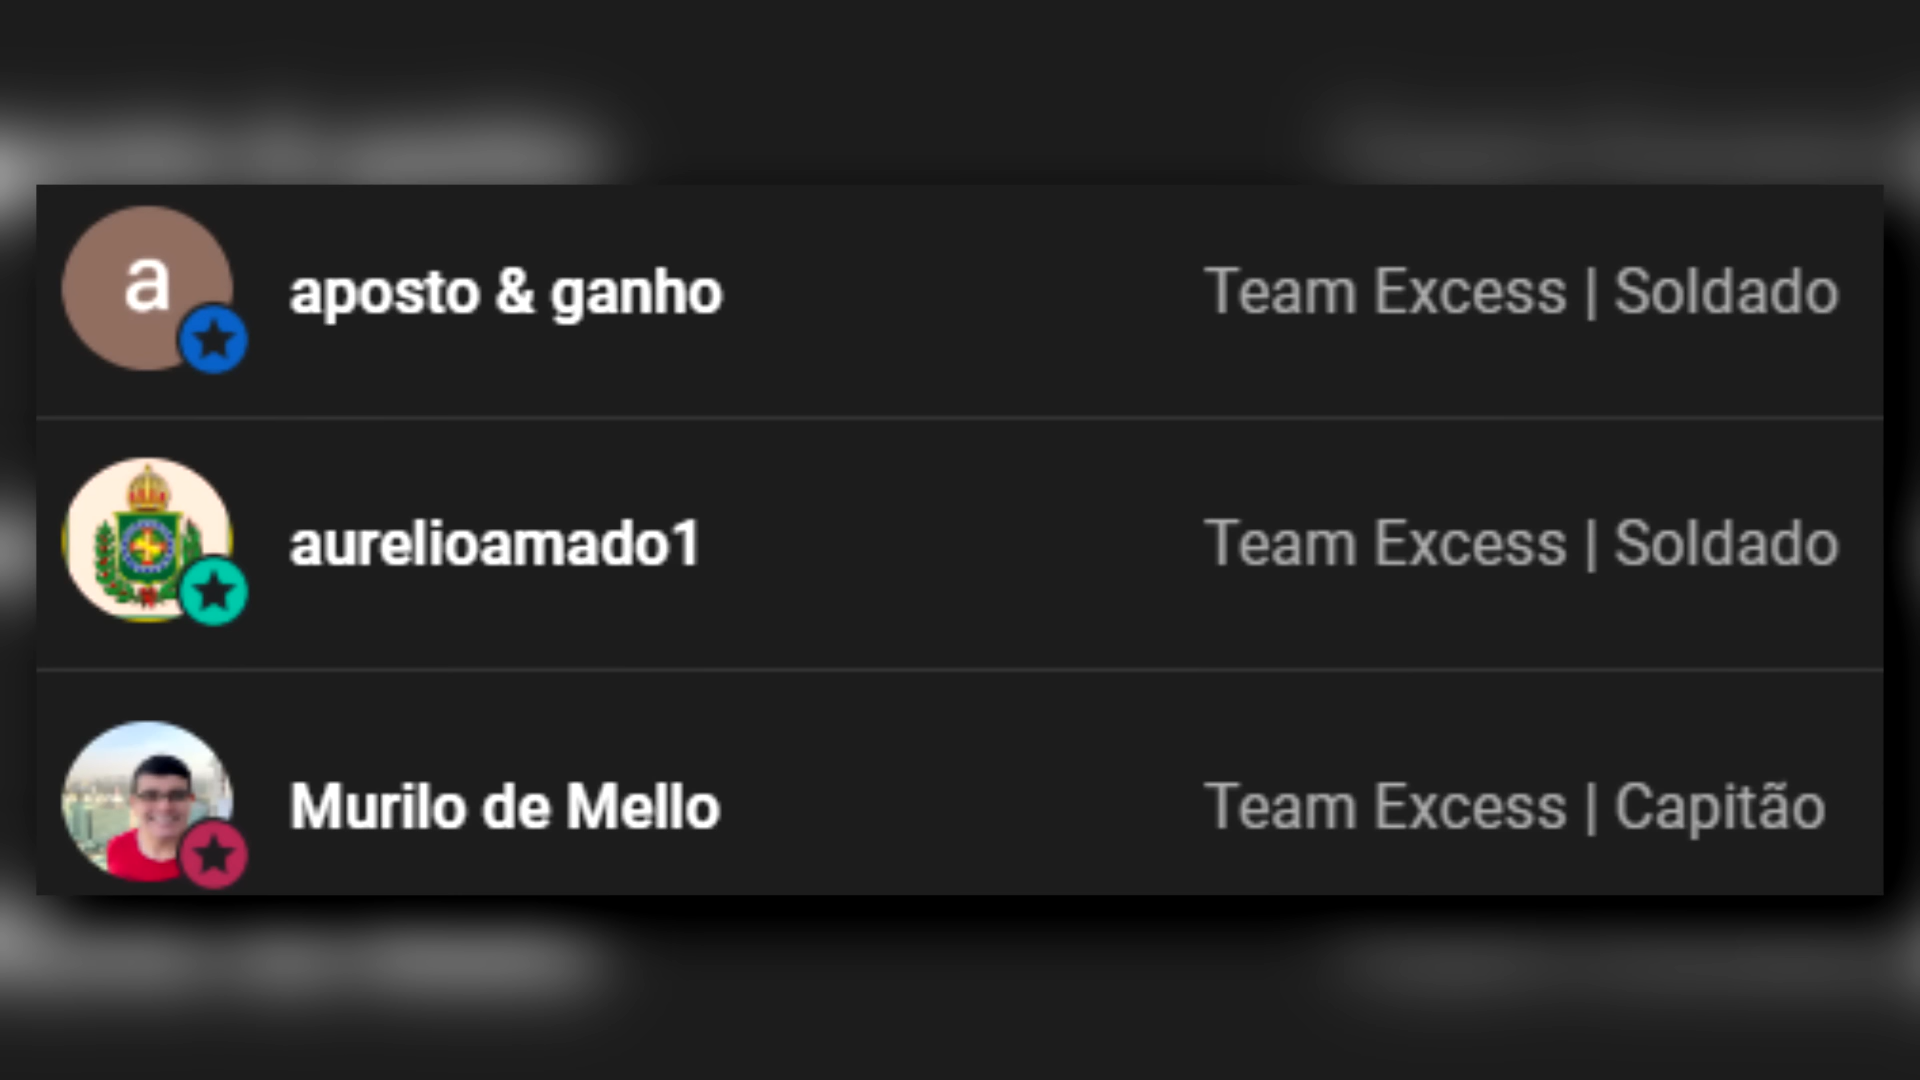 a
aposto & ganho
Team Excess | Soldado
aurelioamado1
Team Excess | Soldado
Murilo de Mello
Team Excess | Capitão